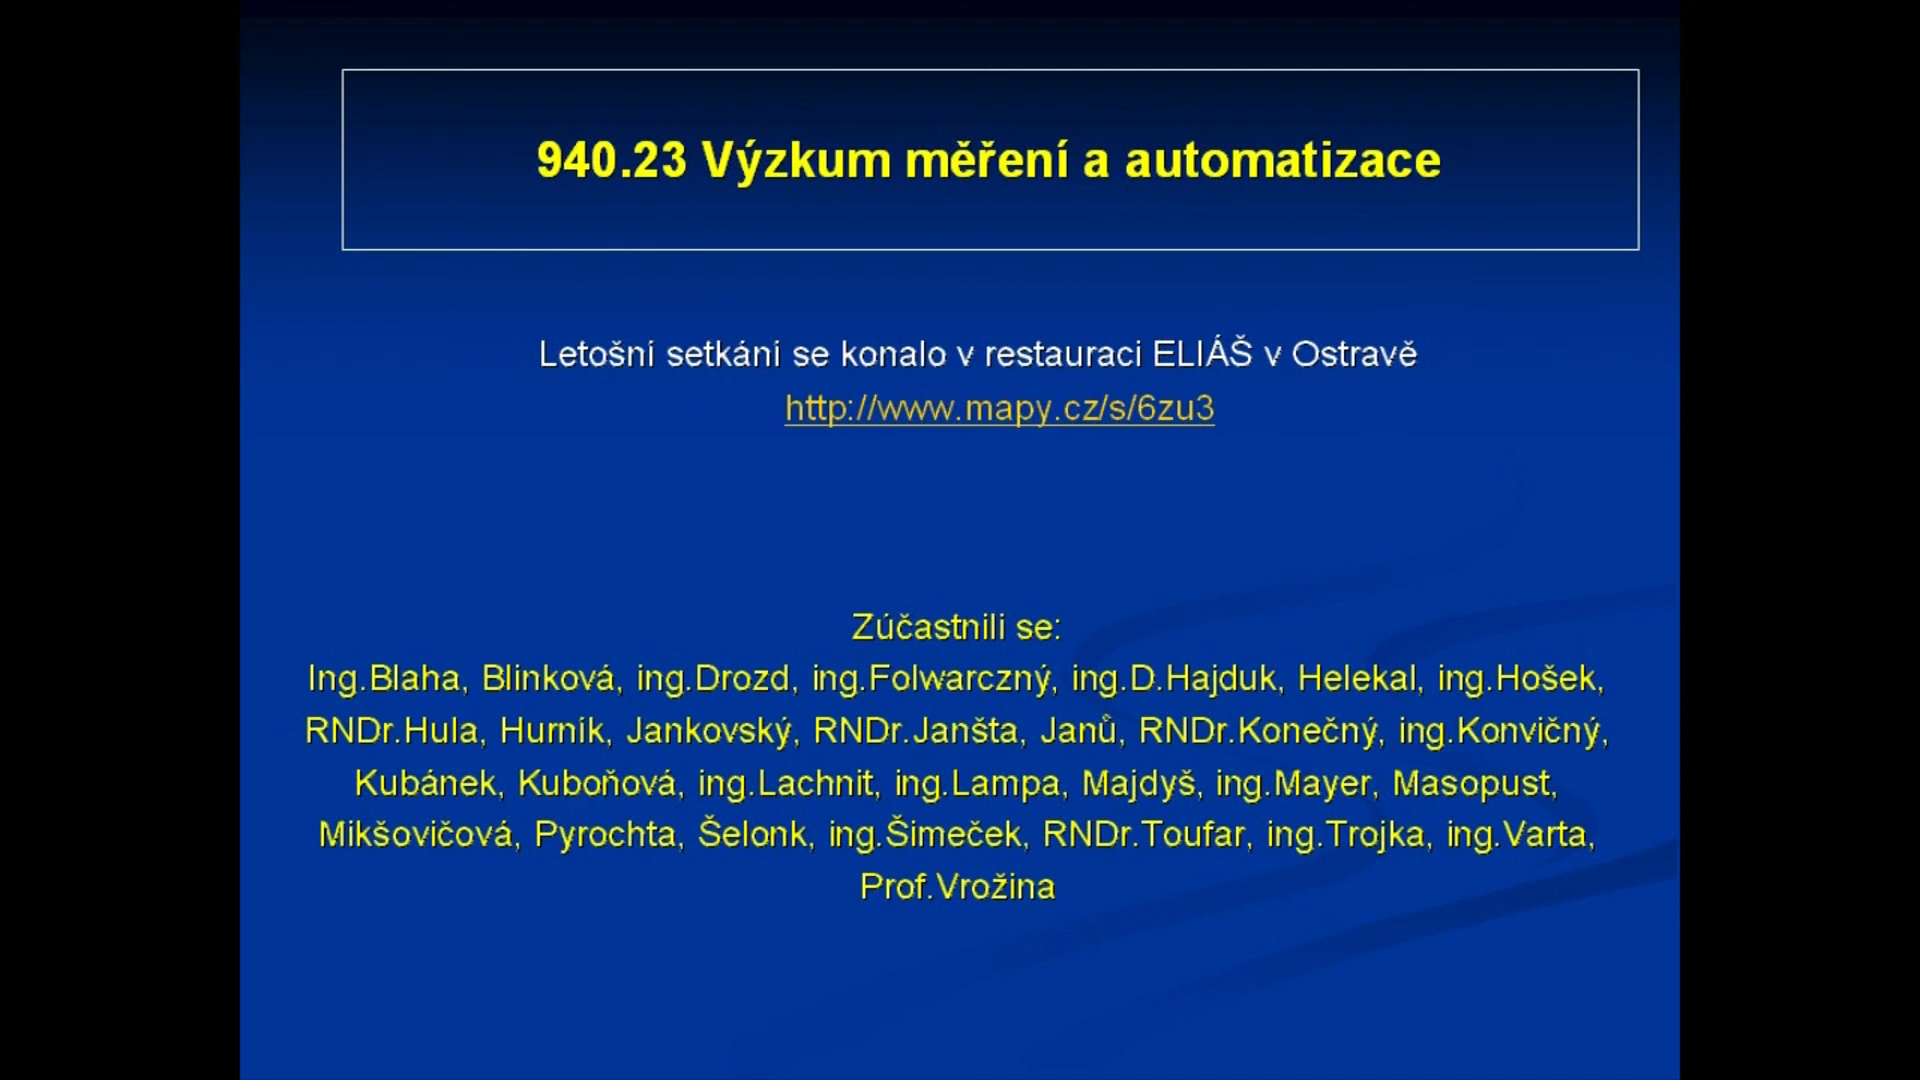 940.23 Výzkum měření a automatizace
Letošní setkání se konalo v restauraci ELIÁŠ v Ostravě
http://www.mapy.cz/s/6zu3
Zúčastnili se:
Ing.Blaha, Blinková, ing.Drozd, ing.Folwarczný, ing.D.Hajduk, Helekal, ing.Hošek,
RNDr.Hula, Hurník, Jankovský, RNDr.Janšta, Janů, RNDr.Konečný, ing.Konvičný,
Kubánek, Kuboňová, ing.Lachnit, ing.Lampa, Majdyš, ing.Mayer, Masopust,
Mikšovičová, Pyrochta, Šelonk, ing.Šimeček, RNDr.Toufar, ing.Trojka, ing.Varta,
Prof.Vrožina